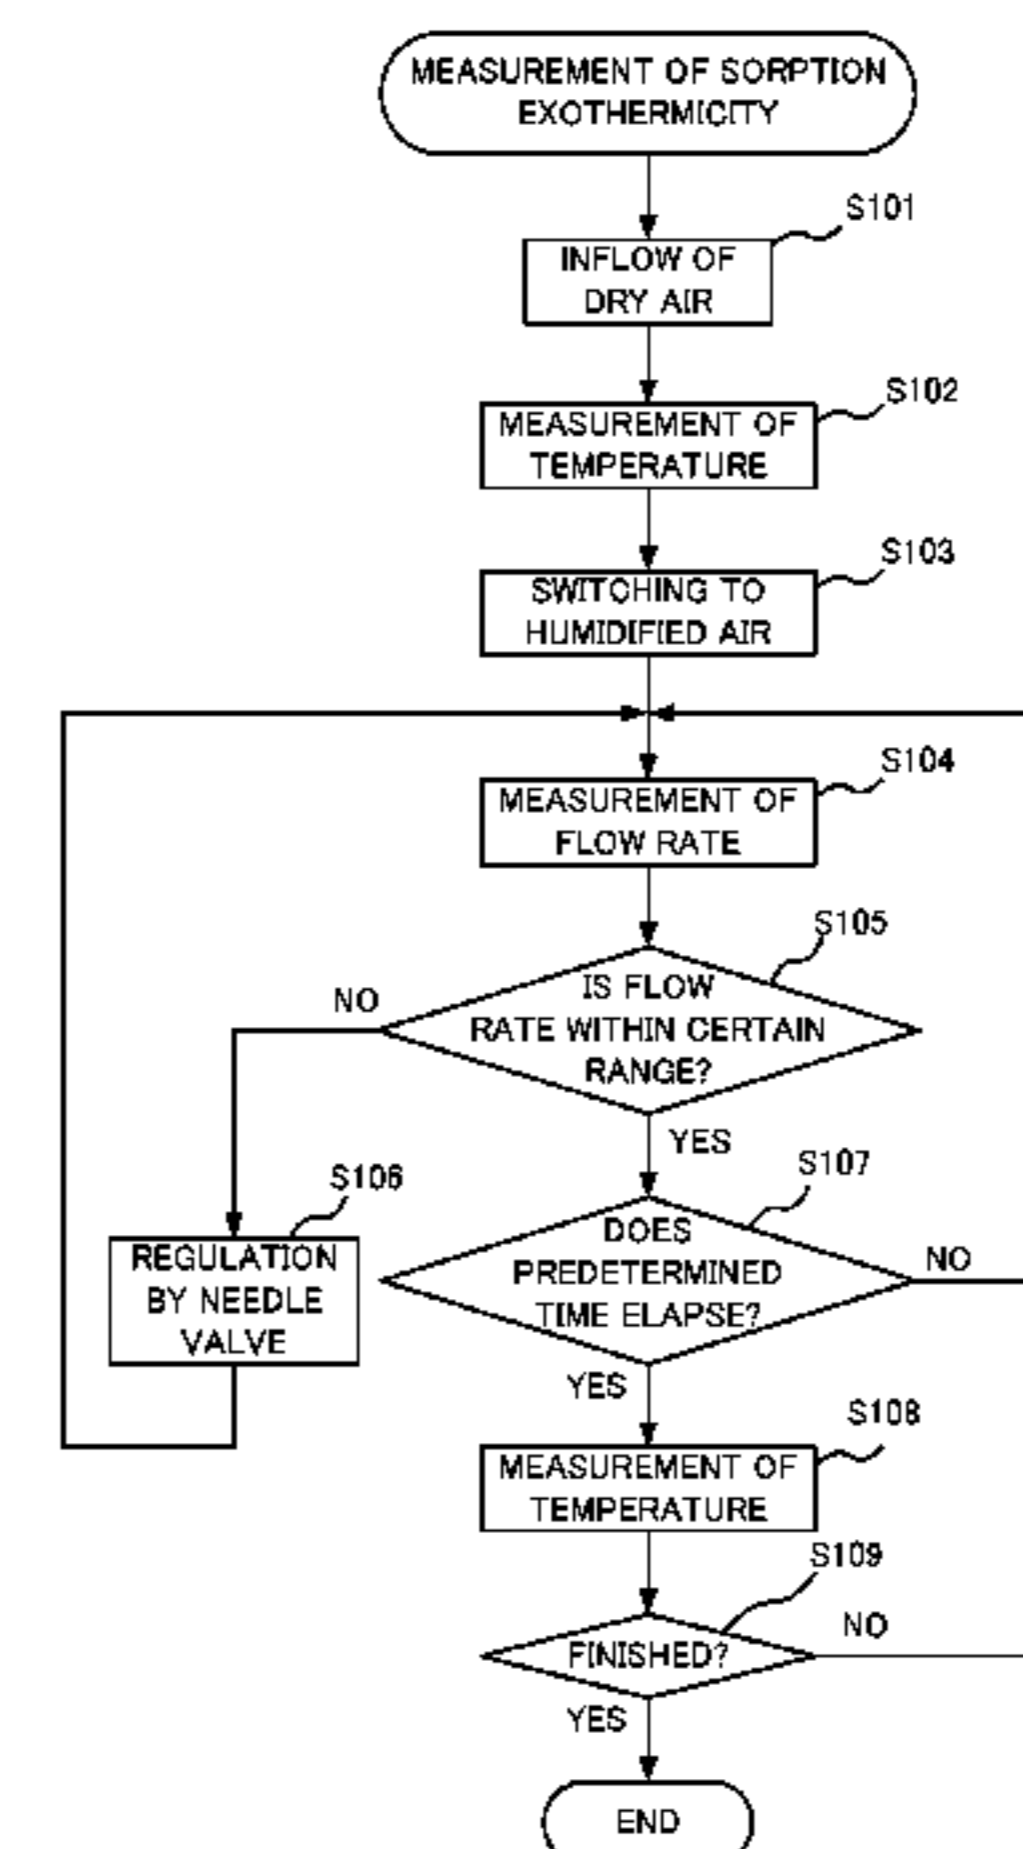 MEASUREMENT OF SORPTION
EXOTHERMICITY
S101
INFLOW OF
DRY AIR
S102
MEASUREMENT OF
TEMPERATURE
S103
SWITCHING TO
HUMIDIFIED AIR
S104
MEASUREMENT OF
FLOW RATE
S105
IS FLOW
RATE WITHIN CERTAIN
RANGE?
NO
YES
S106
REGULATION
BY NEEDLE
VALVE
S107
DOES
PREDETERMINED
TIME ELAPSE?
NO
YES
S108
MEASUREMENT OF
TEMPERATURE
S109
FINISHED?
NO
YES
END